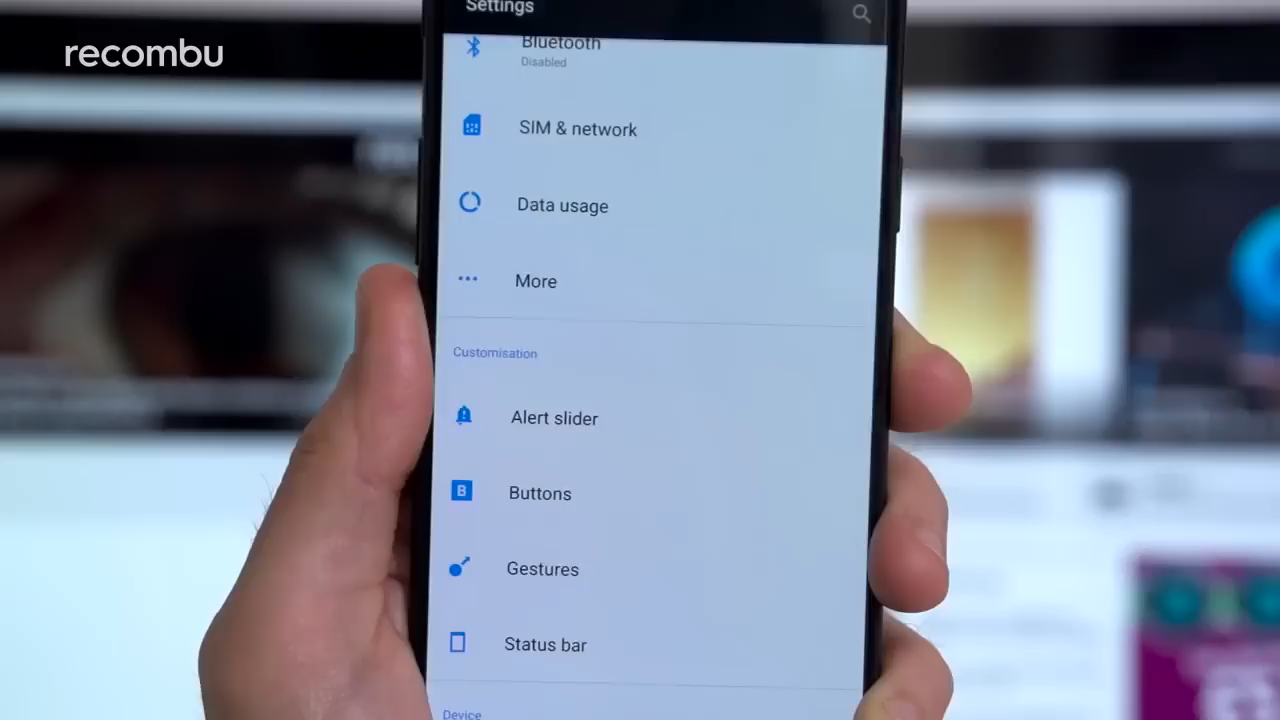 recombu
Settings
Bluetooth
Disabled
SIM & network
Data usage
More
Customisation
Alert slider
B
Buttons
Gestures
Status bar
Device